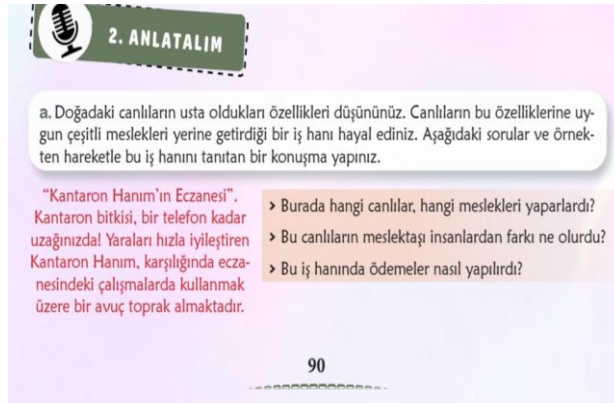 2. ANLATALIM
a. Doğadaki canlıların usta oldukları özellikleri düşününüz. Canlıların bu özelliklerine uy-
gun çeşitli meslekleri yerine getirdiği bir iş hanı hayal ediniz. Aşağıdaki sorular ve örnek-
ten hareketle bu iş hanını tanıtan bir konuşma yapınız.
“Kantaron Hanım’ın Eczanesi”.
Kantaron bitkisi, bir telefon kadar
uzağınızda! Yaraları hızla iyileştiren
Kantaron Hanım, karşılığında ecza-
nesindeki çalışmalarda kullanmak
üzere bir avuç toprak almaktadır.
> Burada hangi canlılar, hangi meslekleri yaparlardı?
> Bu canlıların meslektaşı insanlardan farkı ne olurdu?
> Bu iş hanında ödemeler nasıl yapılırdı?
90